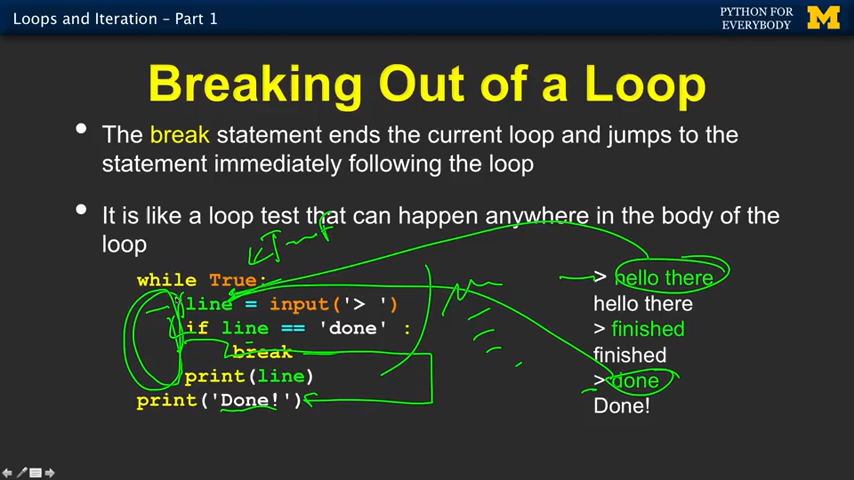 Loops and Iteration – Part 1
PYTHON FOR
EVERYBODY
M
Breaking Out of a Loop
• The break statement ends the current loop and jumps to the
statement immediately following the loop
• It is like a loop test that can happen anywhere in the body of the
loop
while True:
line = input('> ')
if line == 'done' :
break
print(line)
print('Done!')
> hello there
hello there
> finished
finished
> done
Done!